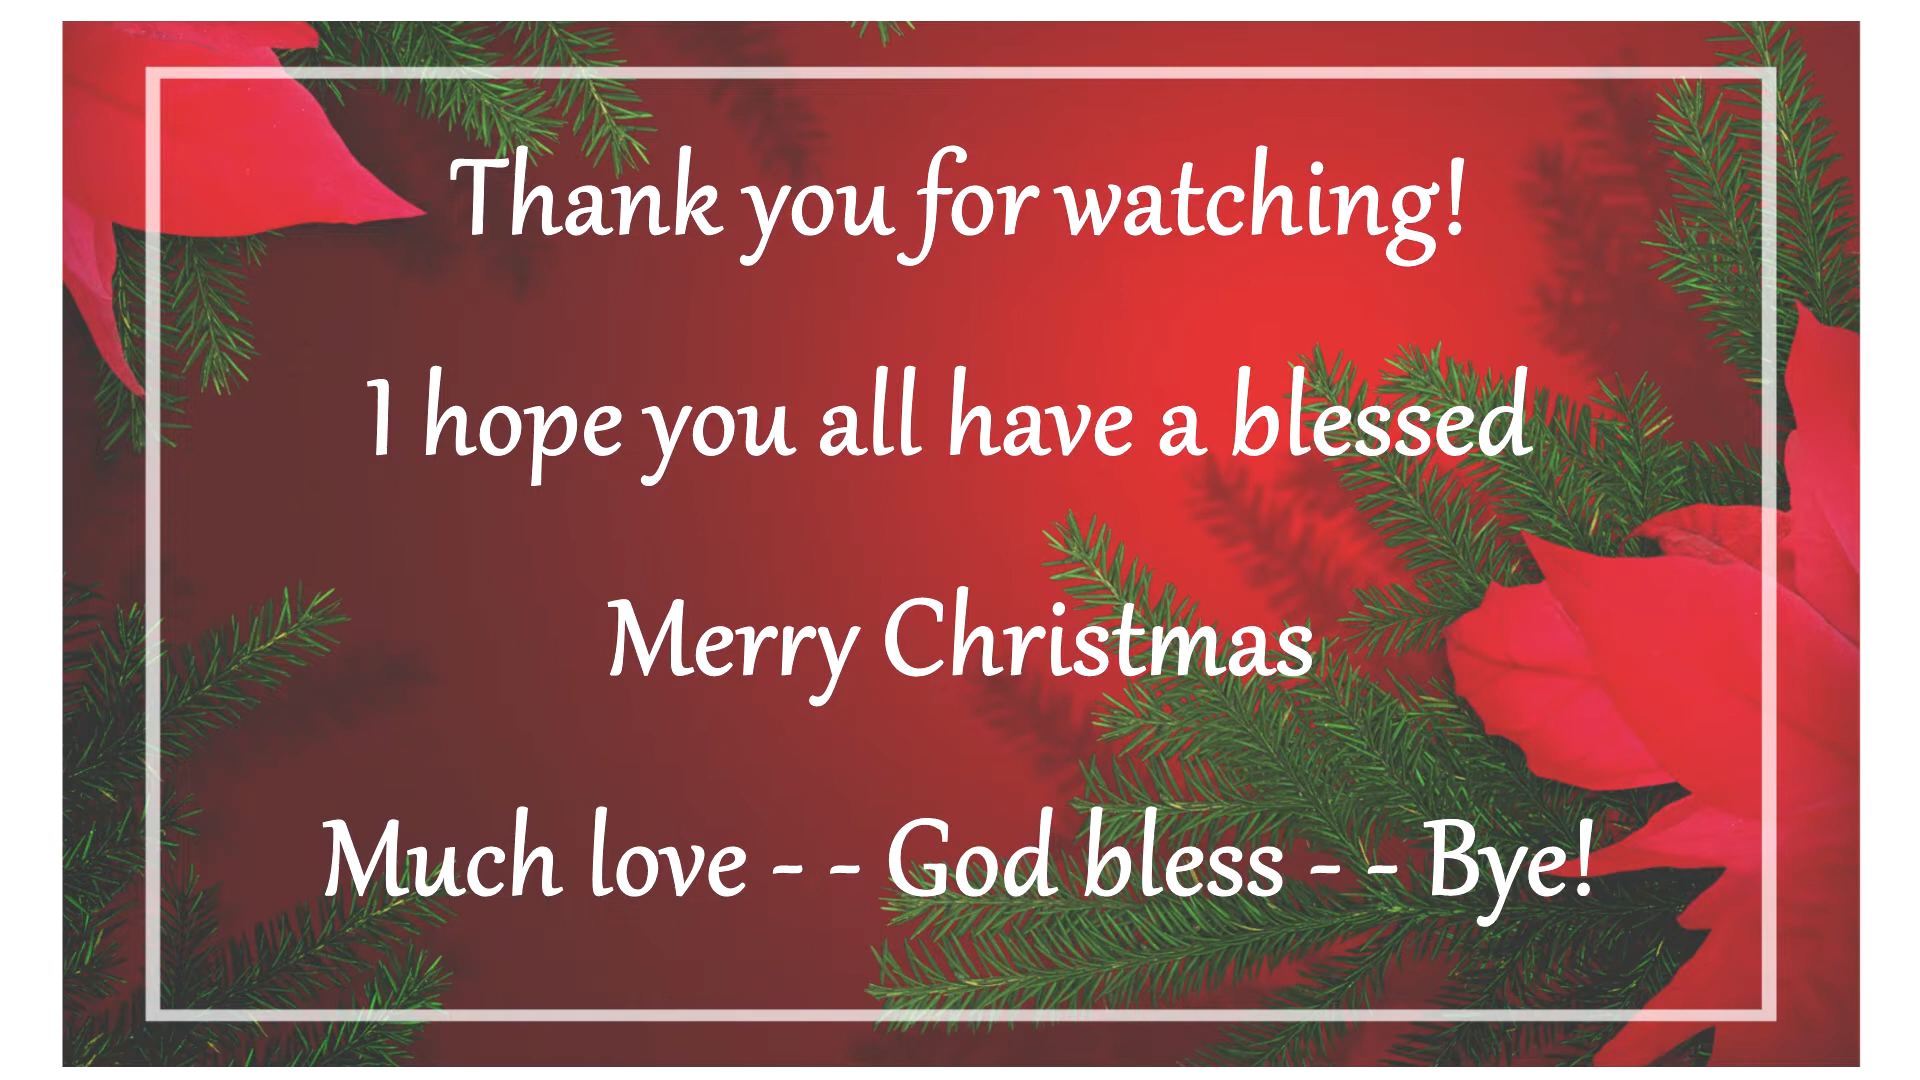 Thank you for watching!
I hope you all have a blessed
Merry Christmas
Much love - - God bless - - Bye!